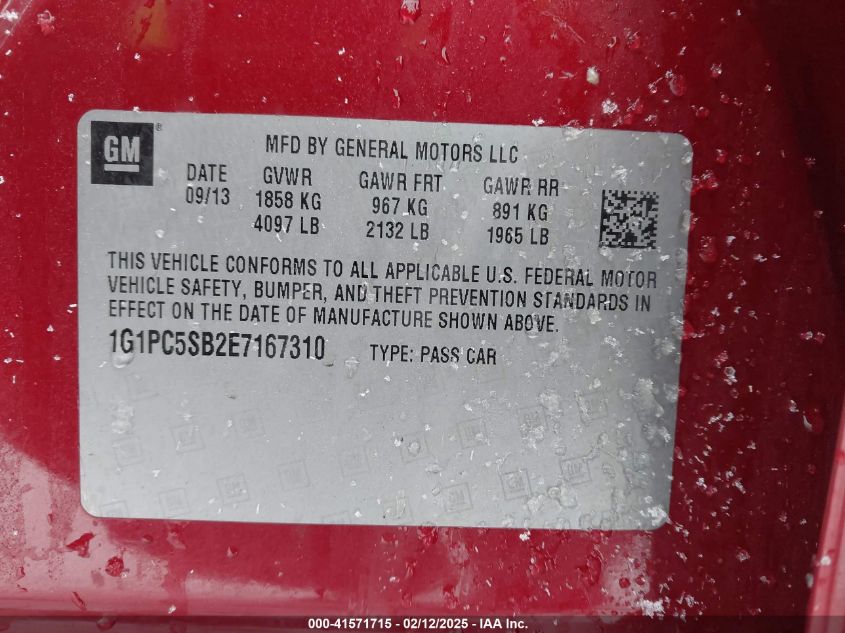 GM
MFD BY GENERAL MOTORS LLC
DATE GVWR GAWR FRT GAWR RR
09/13 1858 KG 967 KG 891 KG
4097 LB 2132 LB 1965 LB
THIS VEHICLE CONFORMS TO ALL APPLICABLE U.S. FEDERAL MOTOR
VEHICLE SAFETY, BUMPER, AND THEFT PREVENTION STANDARDS IN
EFFECT ON THE DATE OF MANUFACTURE SHOWN ABOVE.
1G1PC5SB2E7167310 TYPE: PASS CAR
000-41571715 - 02/12/2025 - IAA Inc.